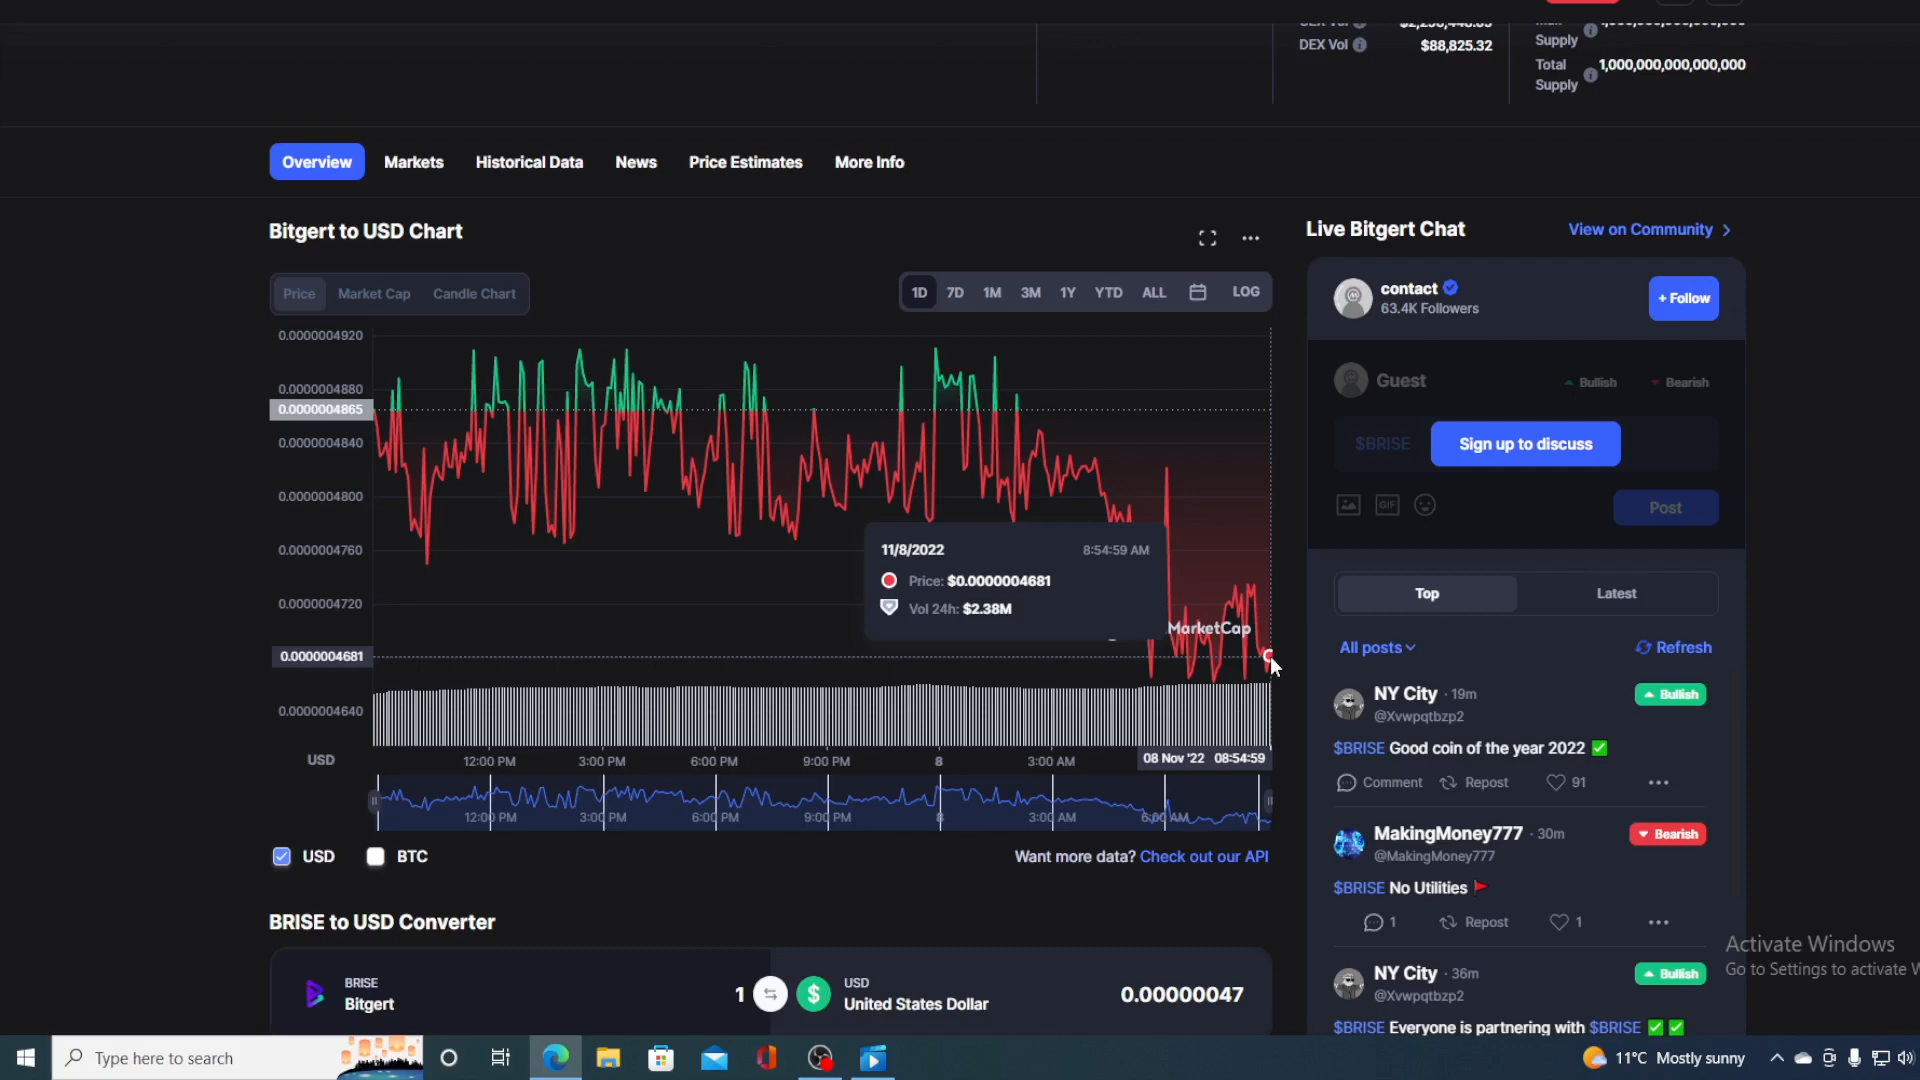 DEX Vol $88,825.32
Supply
Total Supply 1,000,000,000,000,000
Overview Markets Historical Data News Price Estimates More Info
Bitgert to USD Chart
Price Market Cap Candle Chart
1D 7D 1M 3M 1Y YTD ALL LOG
0.0000004920
0.0000004880
0.0000004865
0.0000004840
0.0000004800
0.0000004760
0.0000004720
0.0000004681
0.0000004640
11/8/2022 8:54:59 AM
Price: $0.0000004681
Vol 24h: $2.38M
MarketCap
USD 12:00 PM 3:00 PM 6:00 PM 9:00 PM 8 3:00 AM 08 Nov '22 08:54:59
12:00 PM 3:00 PM 6:00 PM 9:00 PM 8 3:00 AM 6:00 AM
USD BTC
Want more data? Check out our API
BRISE to USD Converter
BRISE
Bitgert
1
$
USD
United States Dollar
0.00000047
Live Bitgert Chat View on Community
contact
63.4K Followers
+ Follow
Guest Bullish Bearish
$BRISE Sign up to discuss
GIF Post
Top Latest
All posts Refresh
NY City · 19m Bullish
@Xvwpqtbzp2
$BRISE Good coin of the year 2022
Comment Repost 91
MakingMoney777 · 30m Bearish
@MakingMoney777
$BRISE No Utilities
1 Repost 1
NY City · 36m Bullish
@Xvwpqtbzp2
$BRISE Everyone is partnering with $BRISE
Activate Windows
Go to Settings to activate W
Type here to search
11°C Mostly sunny